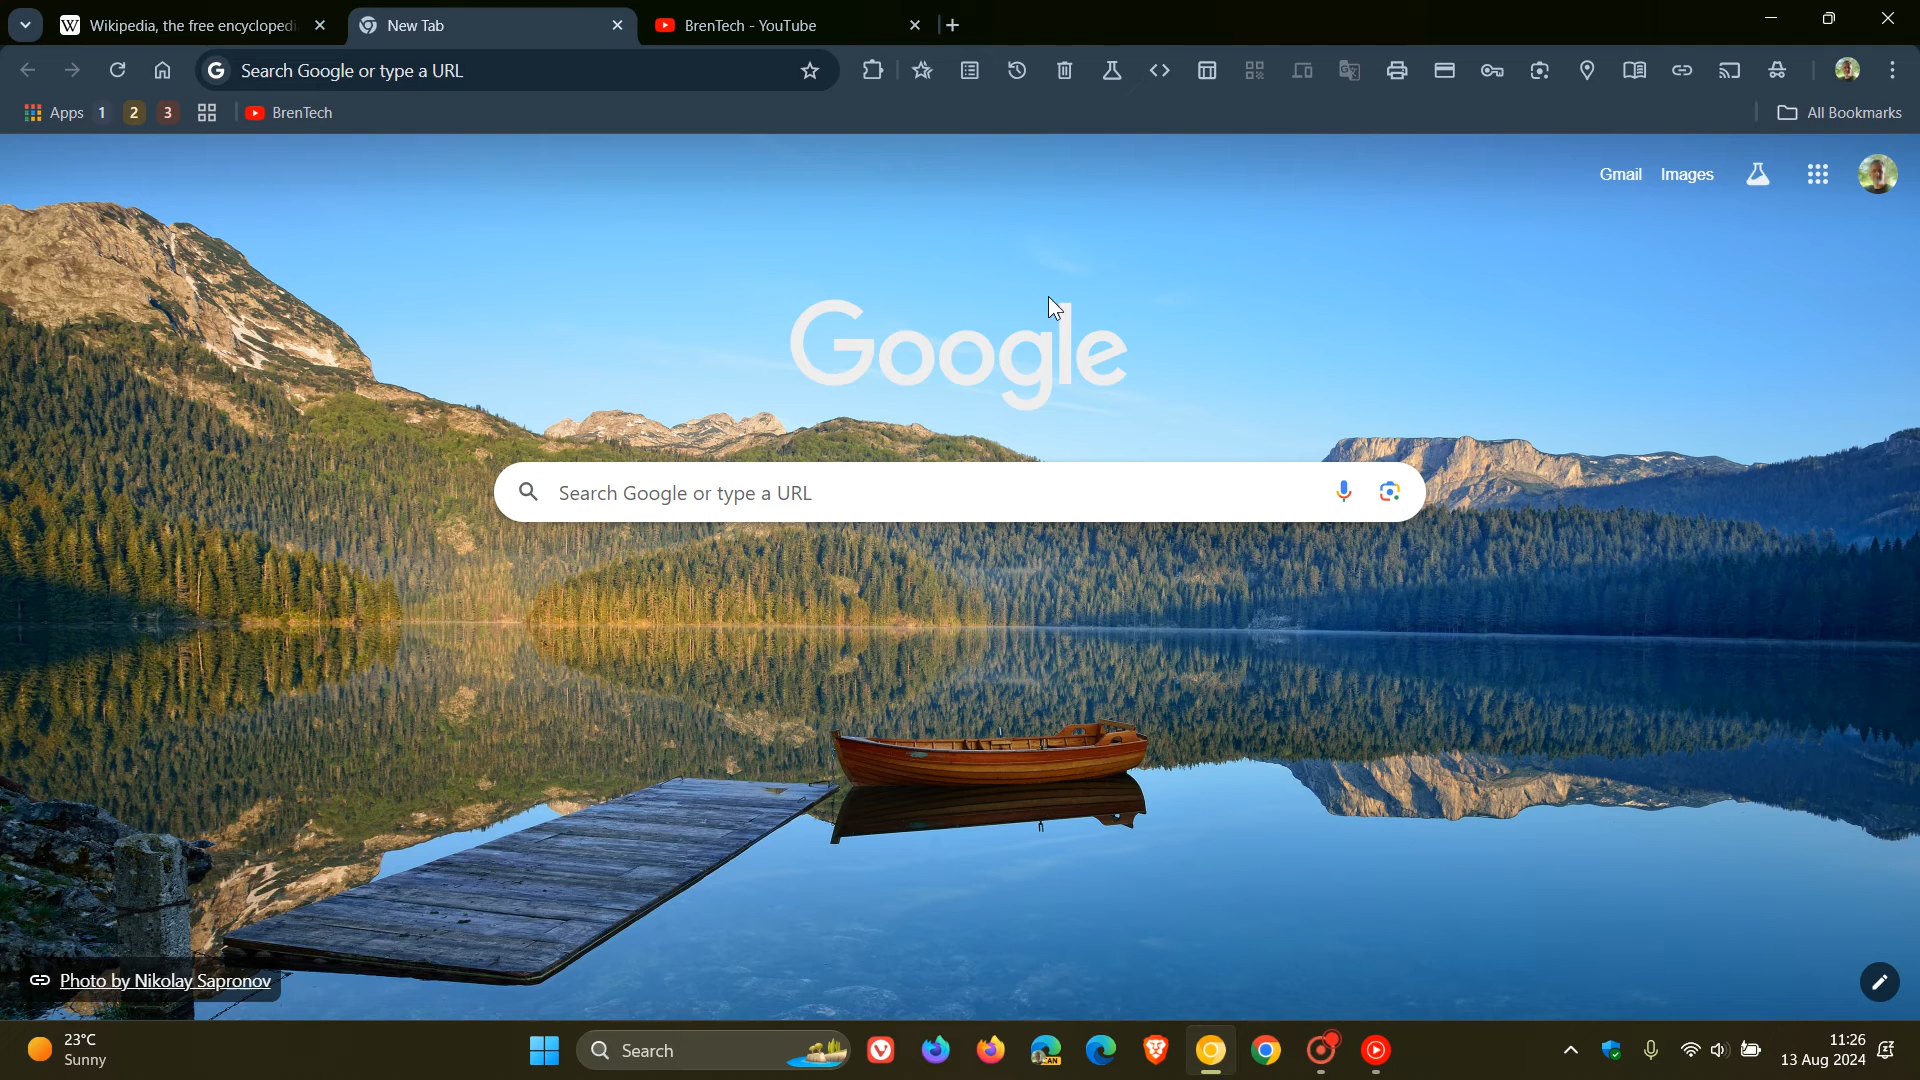 Wikipedia, the free encyclopedi
New Tab
BrenTech - YouTube
Search Google or type a URL
Apps 1 2 3 BrenTech All Bookmarks
Gmail Images
Google
Search Google or type a URL
Photo by Nikolay Sapronov
23°C
Sunny
Search
CAN
11:26
13 Aug 2024